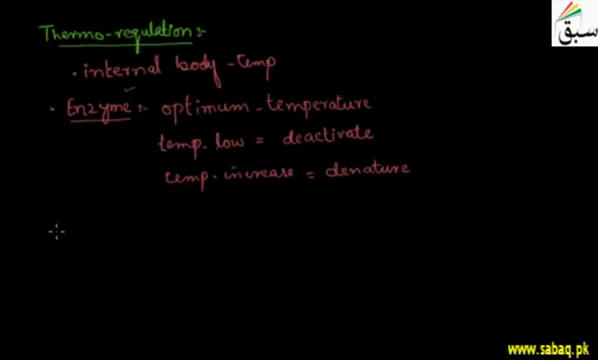 Thermo-regulation:-
سبق
. internal body-temp
. Enzyme:- optimum-temperature
temp. low = deactivate
temp. increase = denature
www.sabaq.pk